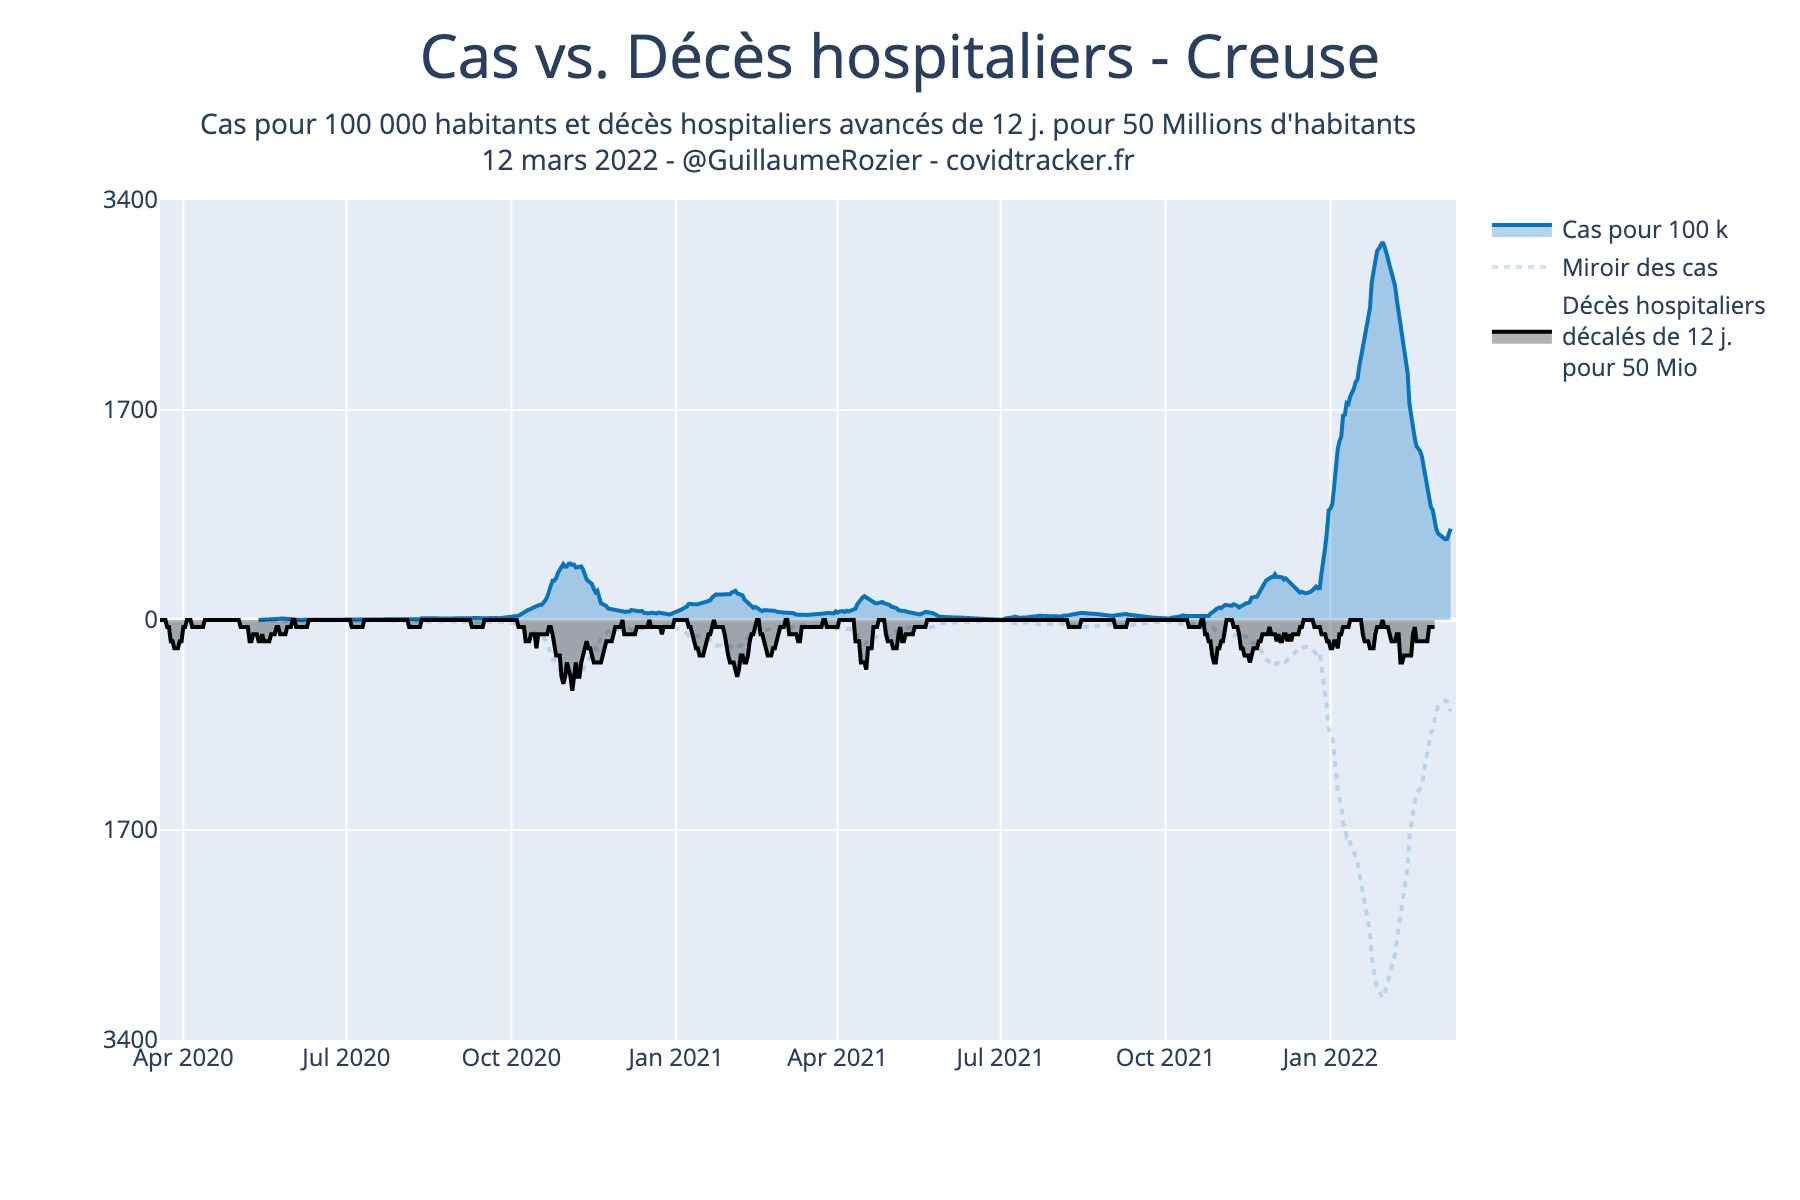 Cas vs. Décès hospitaliers - Creuse
Cas pour 100 000 habitants et décès hospitaliers avancés de 12 j. pour 50 Millions d'habitants
12 mars 2022 - @GuillaumeRozier - covidtracker.fr
3400
1700
0
1700
3400
Apr 2020
Jul 2020
Oct 2020
Jan 2021
Apr 2021
Jul 2021
Oct 2021
Jan 2022
Cas pour 100 k
Miroir des cas
Décès hospitaliers
décalés de 12 j.
pour 50 Mio